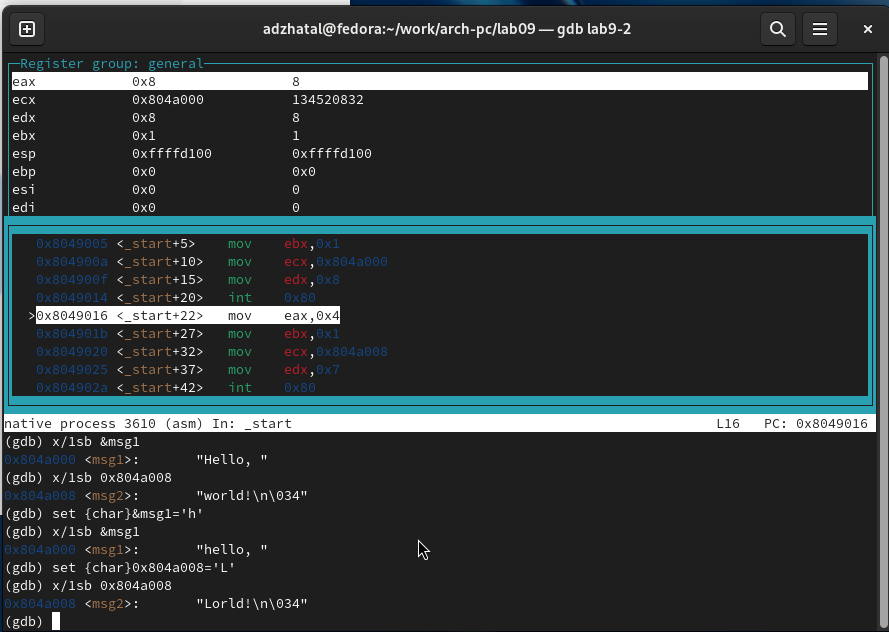 adzhatal@fedora:~/work/arch-pc/lab09 — gdb lab9-2
Register group: general
eax 0x8 8
ecx 0x804a000 134520832
edx 0x8 8
ebx 0x1 1
esp 0xffffd100 0xffffd100
ebp 0x0 0x0
esi 0x0 0
edi 0x0 0
0x8049005 <_start+5> mov ebx,0x1
0x804900a <_start+10> mov ecx,0x804a000
0x804900f <_start+15> mov edx,0x8
0x8049014 <_start+20> int 0x80
>0x8049016 <_start+22> mov eax,0x4
0x804901b <_start+27> mov ebx,0x1
0x8049020 <_start+32> mov ecx,0x804a008
0x8049025 <_start+37> mov edx,0x7
0x804902a <_start+42> int 0x80
native process 3610 (asm) In: _start L16 PC: 0x8049016
(gdb) x/1sb &msg1
0x804a000 <msg1>: "Hello, "
(gdb) x/1sb 0x804a008
0x804a008 <msg2>: "world!\n\034"
(gdb) set {char}&msg1='h'
(gdb) x/1sb &msg1
0x804a000 <msg1>: "hello, "
(gdb) set {char}0x804a008='L'
(gdb) x/1sb 0x804a008
0x804a008 <msg2>: "Lorld!\n\034"
(gdb)